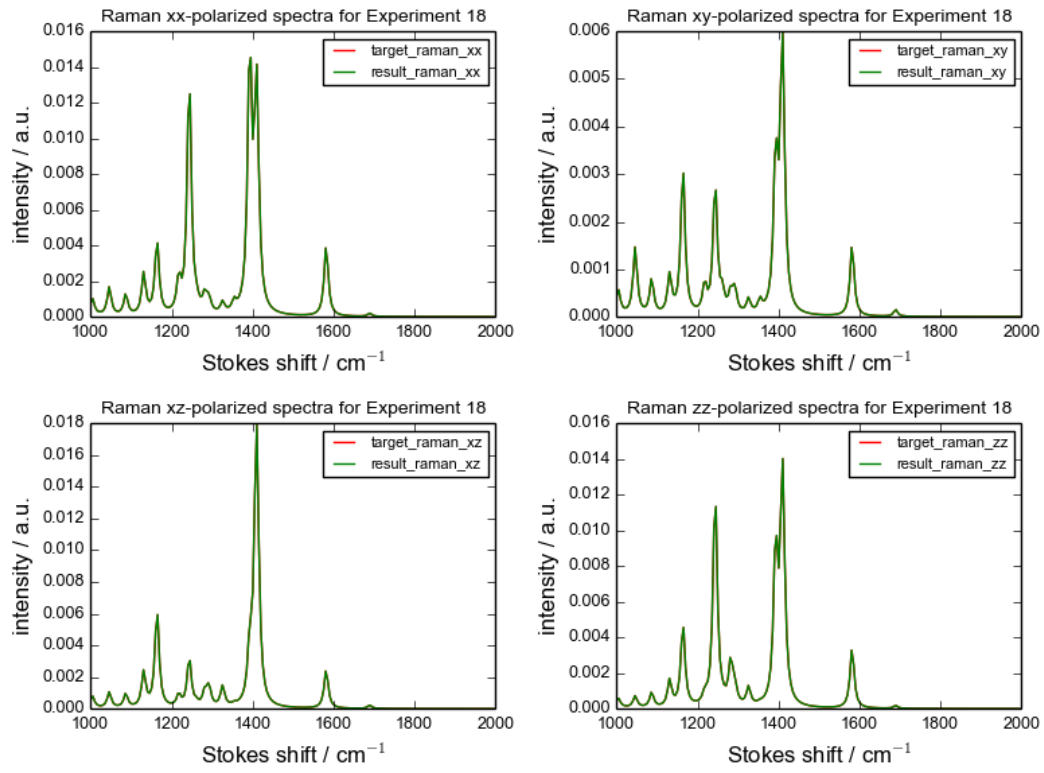 Raman xx-polarized spectra for Experiment 18
0.016
0.014
0.012
0.010
0.008
0.006
0.004
0.002
0.000
intensity / a.u.
target_raman_xx
result_raman_xx
1000 1200 1400 1600 1800 2000
Stokes shift / cm⁻¹
Raman xy-polarized spectra for Experiment 18
0.006
0.005
0.004
0.003
0.002
0.001
0.000
intensity / a.u.
target_raman_xy
result_raman_xy
1000 1200 1400 1600 1800 2000
Stokes shift / cm⁻¹
Raman xz-polarized spectra for Experiment 18
0.018
0.016
0.014
0.012
0.010
0.008
0.006
0.004
0.002
0.000
intensity / a.u.
target_raman_xz
result_raman_xz
1000 1200 1400 1600 1800 2000
Stokes shift / cm⁻¹
Raman zz-polarized spectra for Experiment 18
0.016
0.014
0.012
0.010
0.008
0.006
0.004
0.002
0.000
intensity / a.u.
target_raman_zz
result_raman_zz
1000 1200 1400 1600 1800 2000
Stokes shift / cm⁻¹